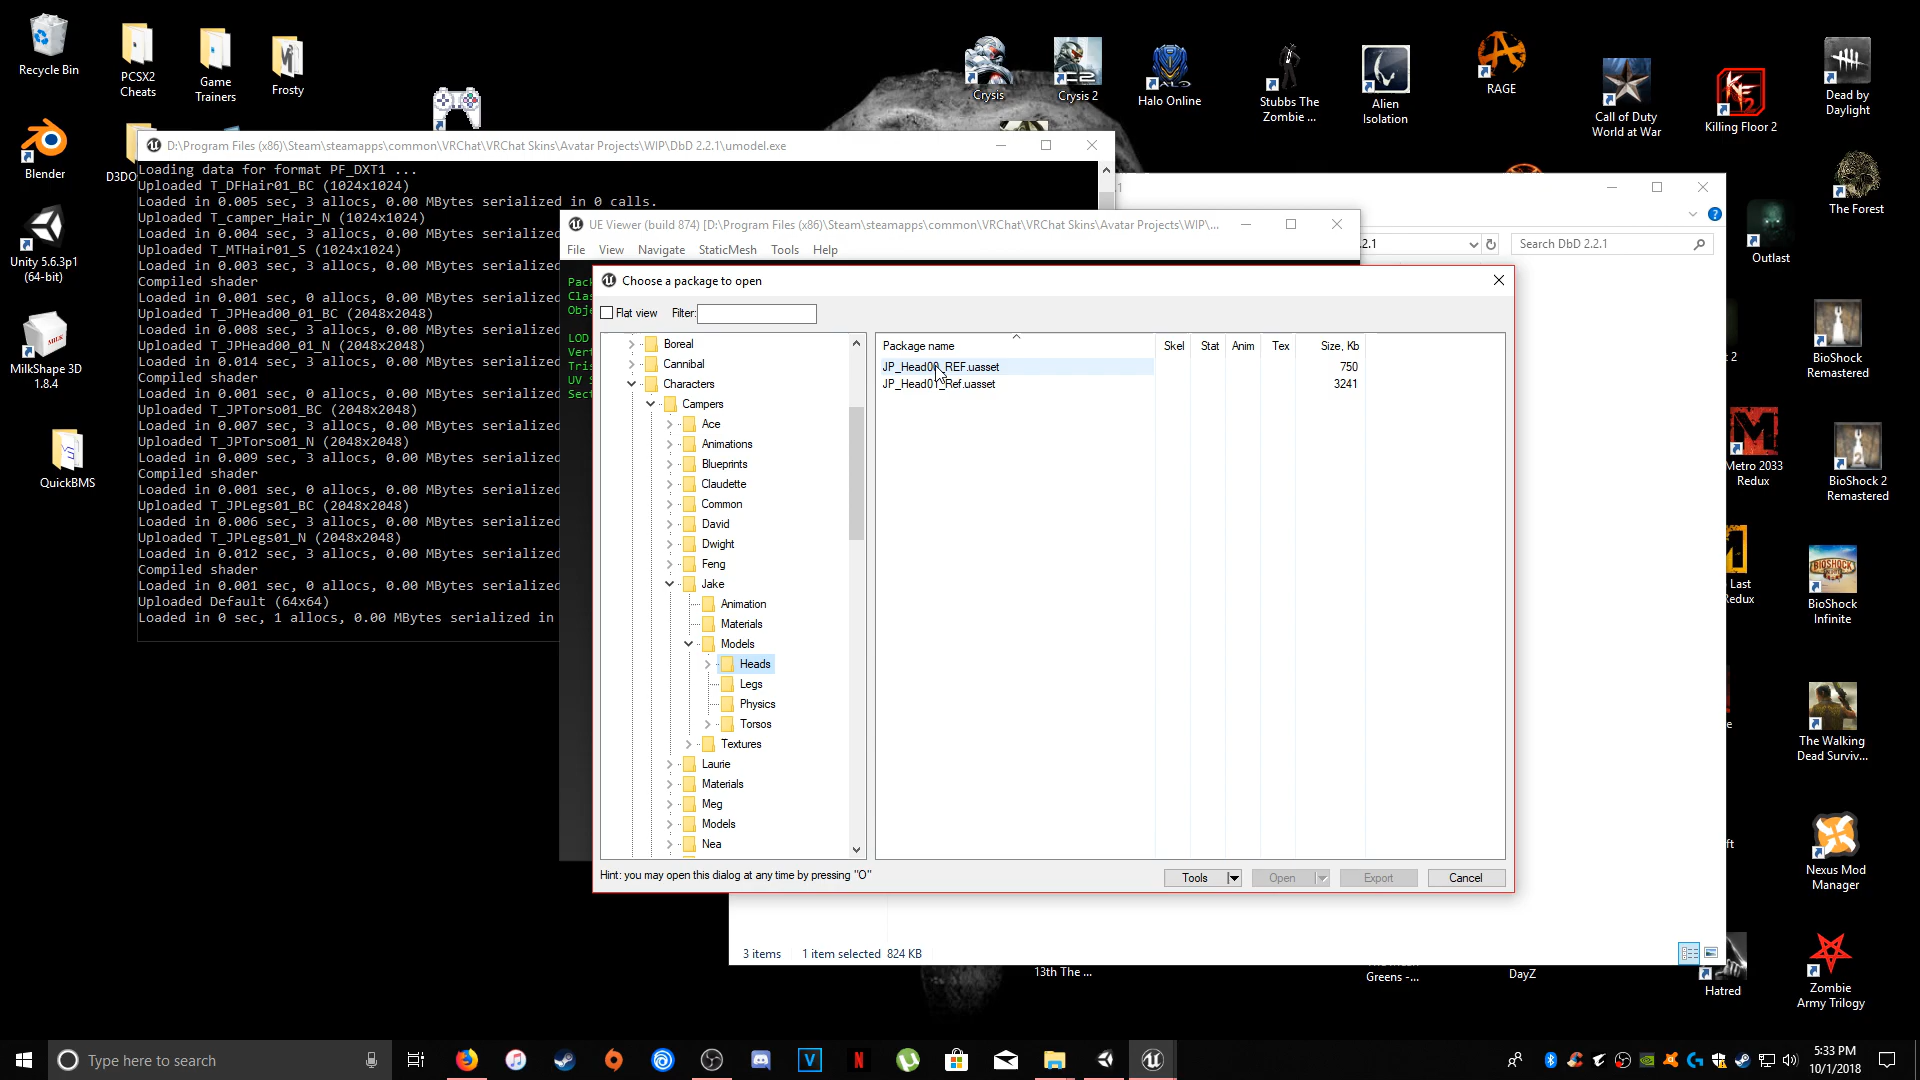 Recycle Bin
PCSX2
Cheats
Game
Trainers
Frosty
Crysis
Crysis 2
Halo Online
Stubbs The
Zombie ...
Alien
Isolation
RAGE
Call of Duty
World at War
Killing Floor 2
Dead by
Daylight
Blender
D3DO
Unity 5.6.3p1
(64-bit)
MilkShape 3D
1.8.4
QuickBMS
D:\Program Files (x86)\Steam\steamapps\common\VRChat\VRChat Skins\Avatar Projects\WIP\DbD 2.2.1\umodel.exe
Loading data for format PF_DXT1 ...
Uploaded T_DFHair01_BC (1024x1024)
Loaded in 0.005 sec, 3 allocs, 0.00 MBytes serialized in 0 calls.
Uploaded T_camper_Hair_N (1024x1024)
Loaded in 0.004 sec, 3 allocs, 0.00 MBytes serialized
Uploaded T_MTHair01_S (1024x1024)
Loaded in 0.003 sec, 3 allocs, 0.00 MBytes serialized
Compiled shader
Loaded in 0.001 sec, 0 allocs, 0.00 MBytes serialized
Uploaded T_JPHead00_01_BC (2048x2048)
Loaded in 0.008 sec, 3 allocs, 0.00 MBytes serialized
Uploaded T_JPHead00_01_N (2048x2048)
Loaded in 0.014 sec, 3 allocs, 0.00 MBytes serialized
Compiled shader
Loaded in 0.001 sec, 0 allocs, 0.00 MBytes serialized
Uploaded T_JPTorso01_BC (2048x2048)
Loaded in 0.007 sec, 3 allocs, 0.00 MBytes serialized
Uploaded T_JPTorso01_N (2048x2048)
Loaded in 0.009 sec, 3 allocs, 0.00 MBytes serialized
Compiled shader
Loaded in 0.001 sec, 0 allocs, 0.00 MBytes serialized
Uploaded T_JPLegs01_BC (2048x2048)
Loaded in 0.006 sec, 3 allocs, 0.00 MBytes serialized
Uploaded T_JPLegs01_N (2048x2048)
Loaded in 0.012 sec, 3 allocs, 0.00 MBytes serialized
Compiled shader
Loaded in 0.001 sec, 0 allocs, 0.00 MBytes serialized
Uploaded Default (64x64)
Loaded in 0 sec, 1 allocs, 0.00 MBytes serialized in
UE Viewer (build 874) [D:\Program Files (x86)\Steam\steamapps\common\VRChat\VRChat Skins\Avatar Projects\WIP\...
File View Navigate StaticMesh Tools Help
Pack
Clas
Obje
LOD
Vert
Tris
UV S
Sect
2.1
Search DbD 2.2.1
Choose a package to open
Flat view Filter:
Boreal
Cannibal
Characters
Campers
Ace
Animations
Blueprints
Claudette
Common
David
Dwight
Feng
Jake
Animation
Materials
Models
Heads
Legs
Physics
Torsos
Textures
Laurie
Materials
Meg
Models
Nea
Package name Skel Stat Anim Tex Size, Kb
JP_Head00_REF.uasset 750
JP_Head01_Ref.uasset 3241
Hint: you may open this dialog at any time by pressing "O"
Tools Open Export Cancel
3 items 1 item selected 824 KB
The Forest
Outlast
BioShock
Remastered
Metro 2033
Redux
BioShock 2
Remastered
Last
Redux
BioShock
Infinite
The Walking
Dead Surviv...
Nexus Mod
Manager
13th The ...
Greens -...
DayZ
Hatred
Zombie
Army Trilogy
Type here to search
5:33 PM
10/1/2018